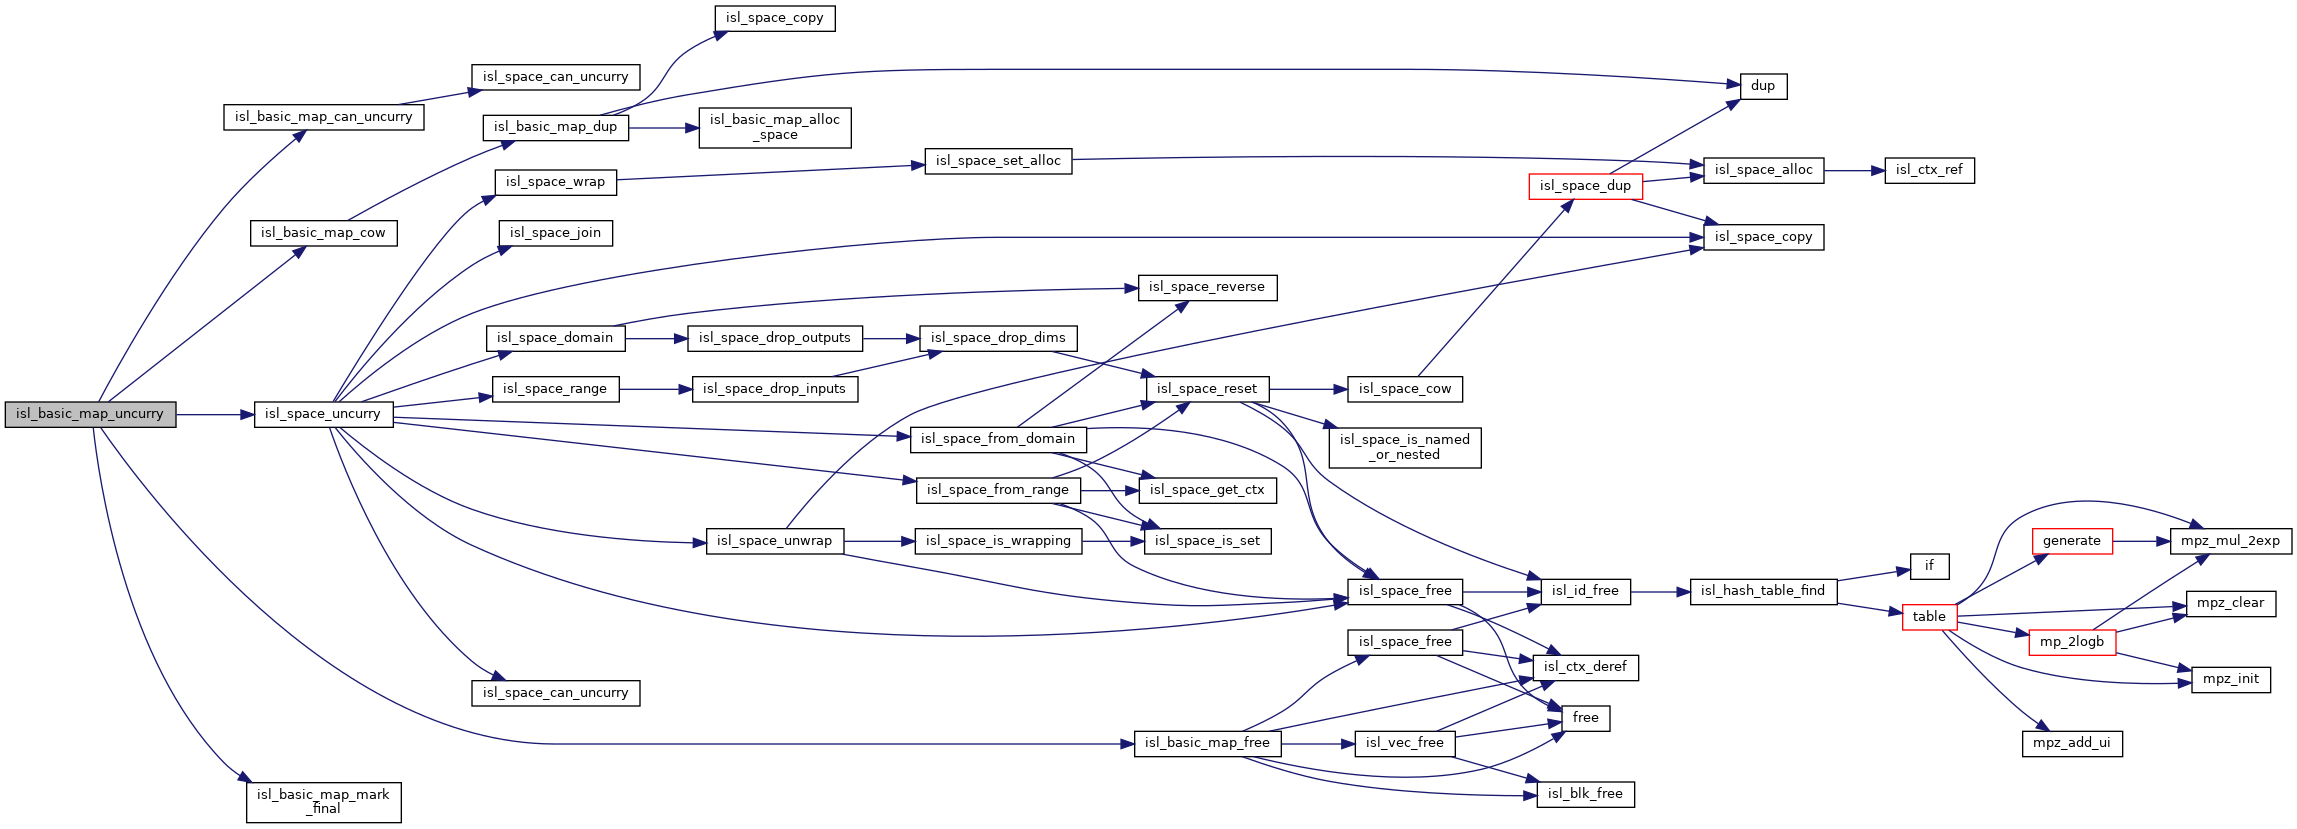 isl_space_copy
isl_space_can_uncurry
dup
isl_basic_map_can_uncurry
isl_basic_map_dup
isl_basic_map_alloc
_space
isl_space_set_alloc
isl_space_alloc
isl_ctx_ref
isl_space_wrap
isl_space_dup
isl_basic_map_cow
isl_space_join
isl_space_copy
isl_space_reverse
isl_space_domain
isl_space_drop_outputs
isl_space_drop_dims
isl_space_range
isl_space_drop_inputs
isl_space_reset
isl_space_cow
isl_basic_map_uncurry
isl_space_uncurry
isl_space_from_domain
isl_space_is_named
_or_nested
isl_space_from_range
isl_space_get_ctx
isl_space_unwrap
isl_space_is_wrapping
isl_space_is_set
generate
mpz_mul_2exp
if
isl_space_free
isl_id_free
isl_hash_table_find
mpz_clear
table
isl_space_free
mp_2logb
isl_ctx_deref
mpz_init
isl_space_can_uncurry
free
isl_basic_map_free
isl_vec_free
mpz_add_ui
isl_blk_free
isl_basic_map_mark
_final